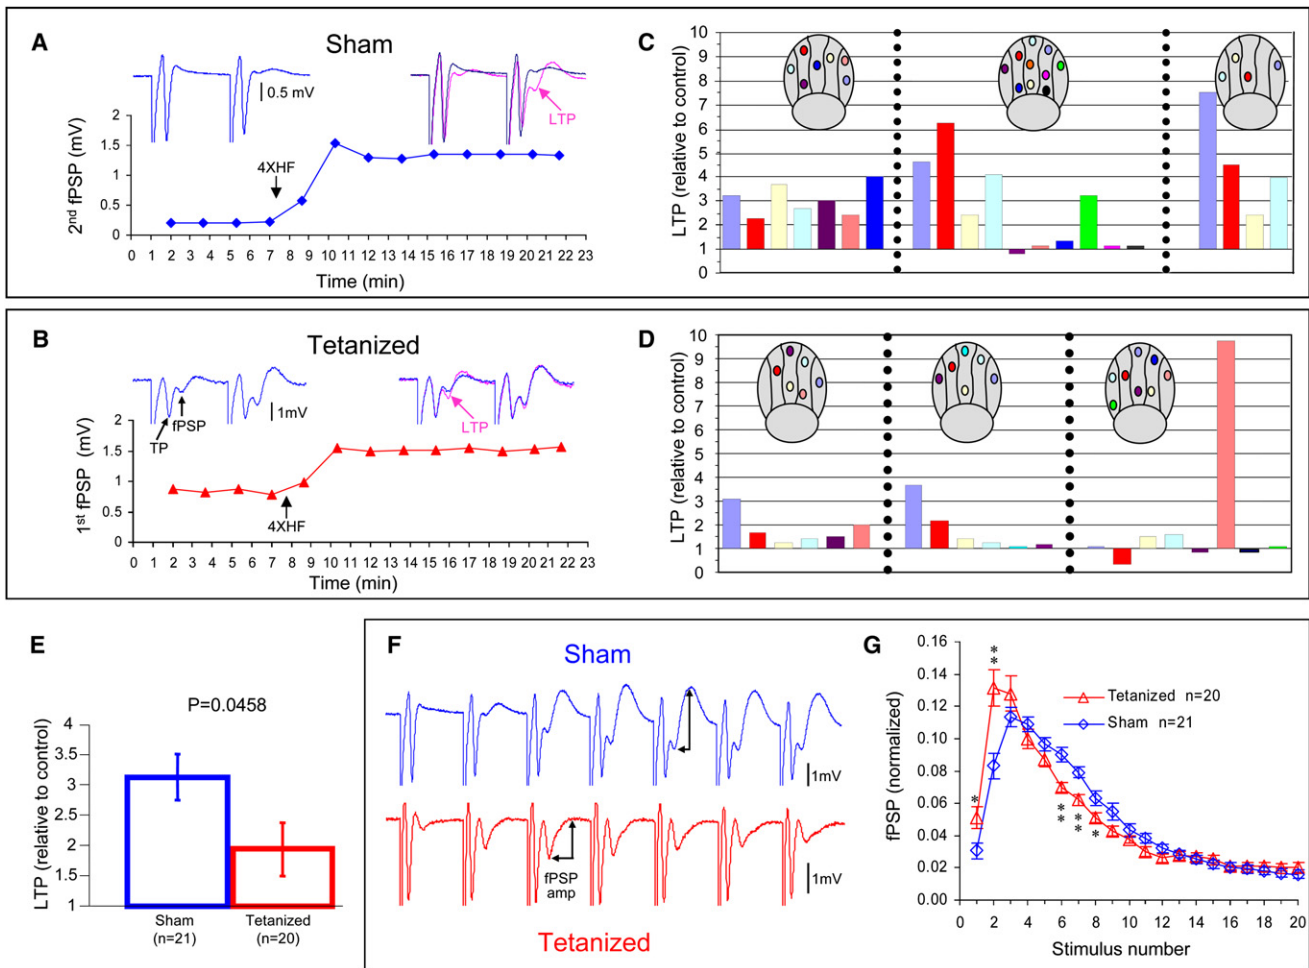 A
Sham
0.5 mV
LTP
2nd fPSP (mV)
2
1.5
1
0.5
0
4XHF
0 1 2 3 4 5 6 7 8 9 10 11 12 13 14 15 16 17 18 19 20 21 22 23
Time (min)
C
LTP (relative to control)
10
9
8
7
6
5
4
3
2
1
0
B
Tetanized
TP
fPSP
1mV
LTP
1st fPSP (mV)
2
1.5
1
0.5
0
4XHF
0 1 2 3 4 5 6 7 8 9 10 11 12 13 14 15 16 17 18 19 20 21 22 23
Time (min)
D
LTP (relative to control)
10
9
8
7
6
5
4
3
2
1
0
E
P=0.0458
LTP (relative to control)
4
3.5
3
2.5
2
1.5
1
Sham
(n=21)
Tetanized
(n=20)
F
Sham
1mV
fPSP
amp
1mV
Tetanized
G
fPSP (normalized)
0.16
0.14
0.12
0.10
0.08
0.06
0.04
0.02
0.00
*
**
**
**
*
Tetanized n=20
Sham n=21
0 2 4 6 8 10 12 14 16 18 20
Stimulus number